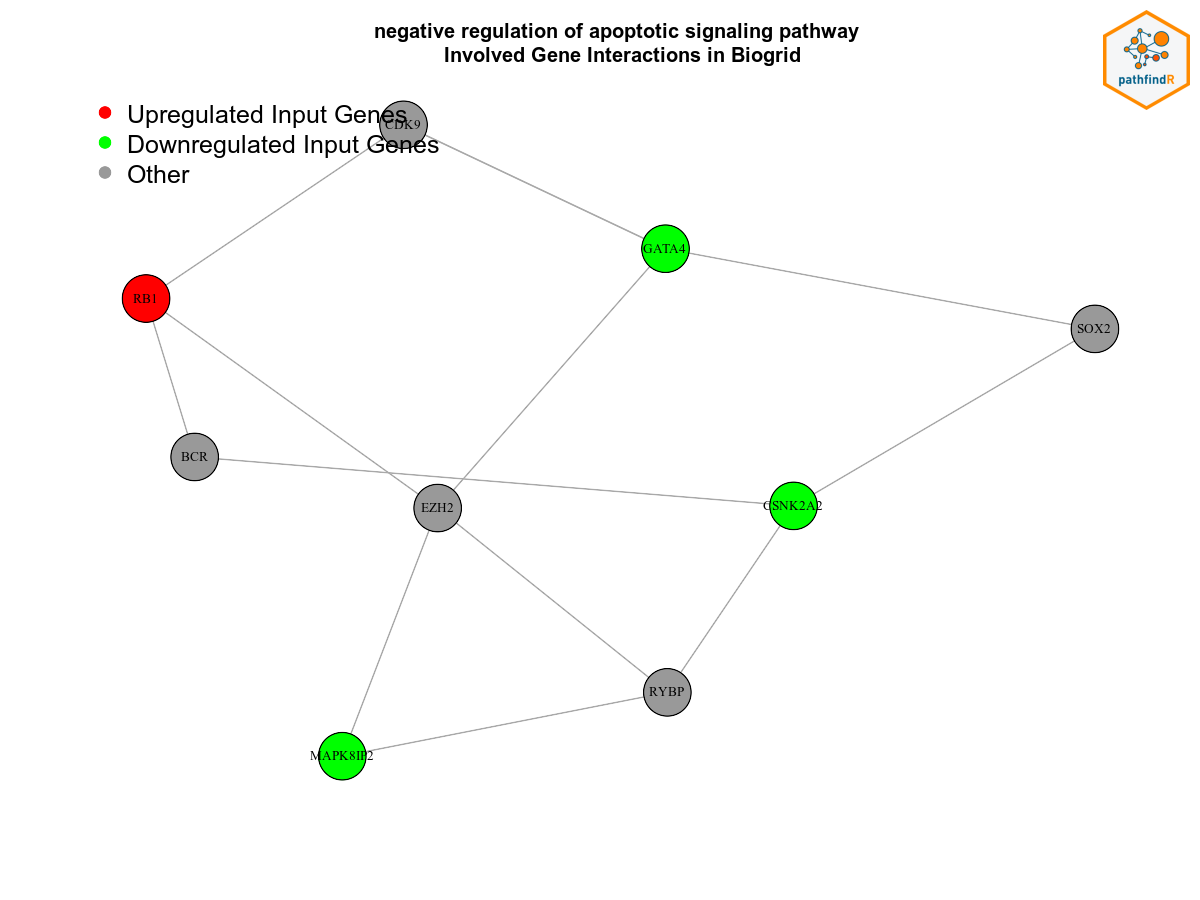 negative regulation of apoptotic signaling pathway
Involved Gene Interactions in Biogrid
pathfindR
Upregulated Input Genes
Downregulated Input Genes
Other
CDK9
GATA4
RB1
SOX2
BCR
EZH2
CSNK2A2
RYBP
MAPK8IP2